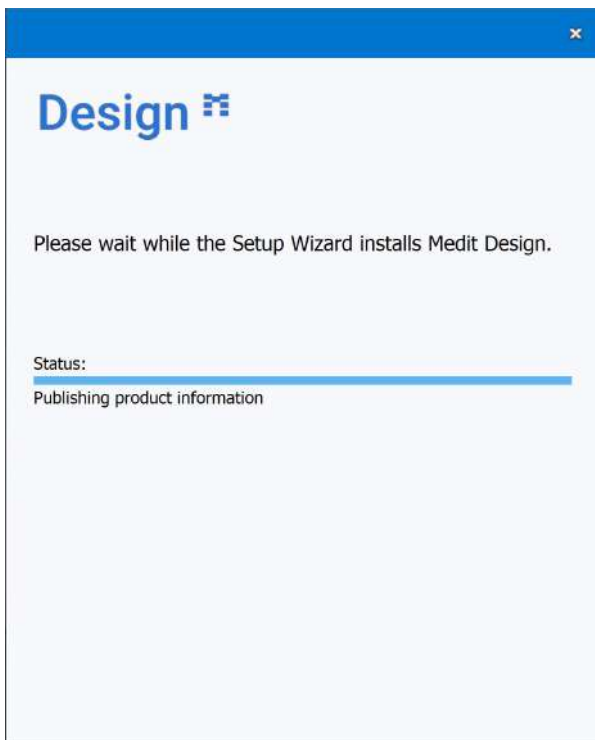 Design
Please wait while the Setup Wizard installs Medit Design.
Status:
Publishing product information